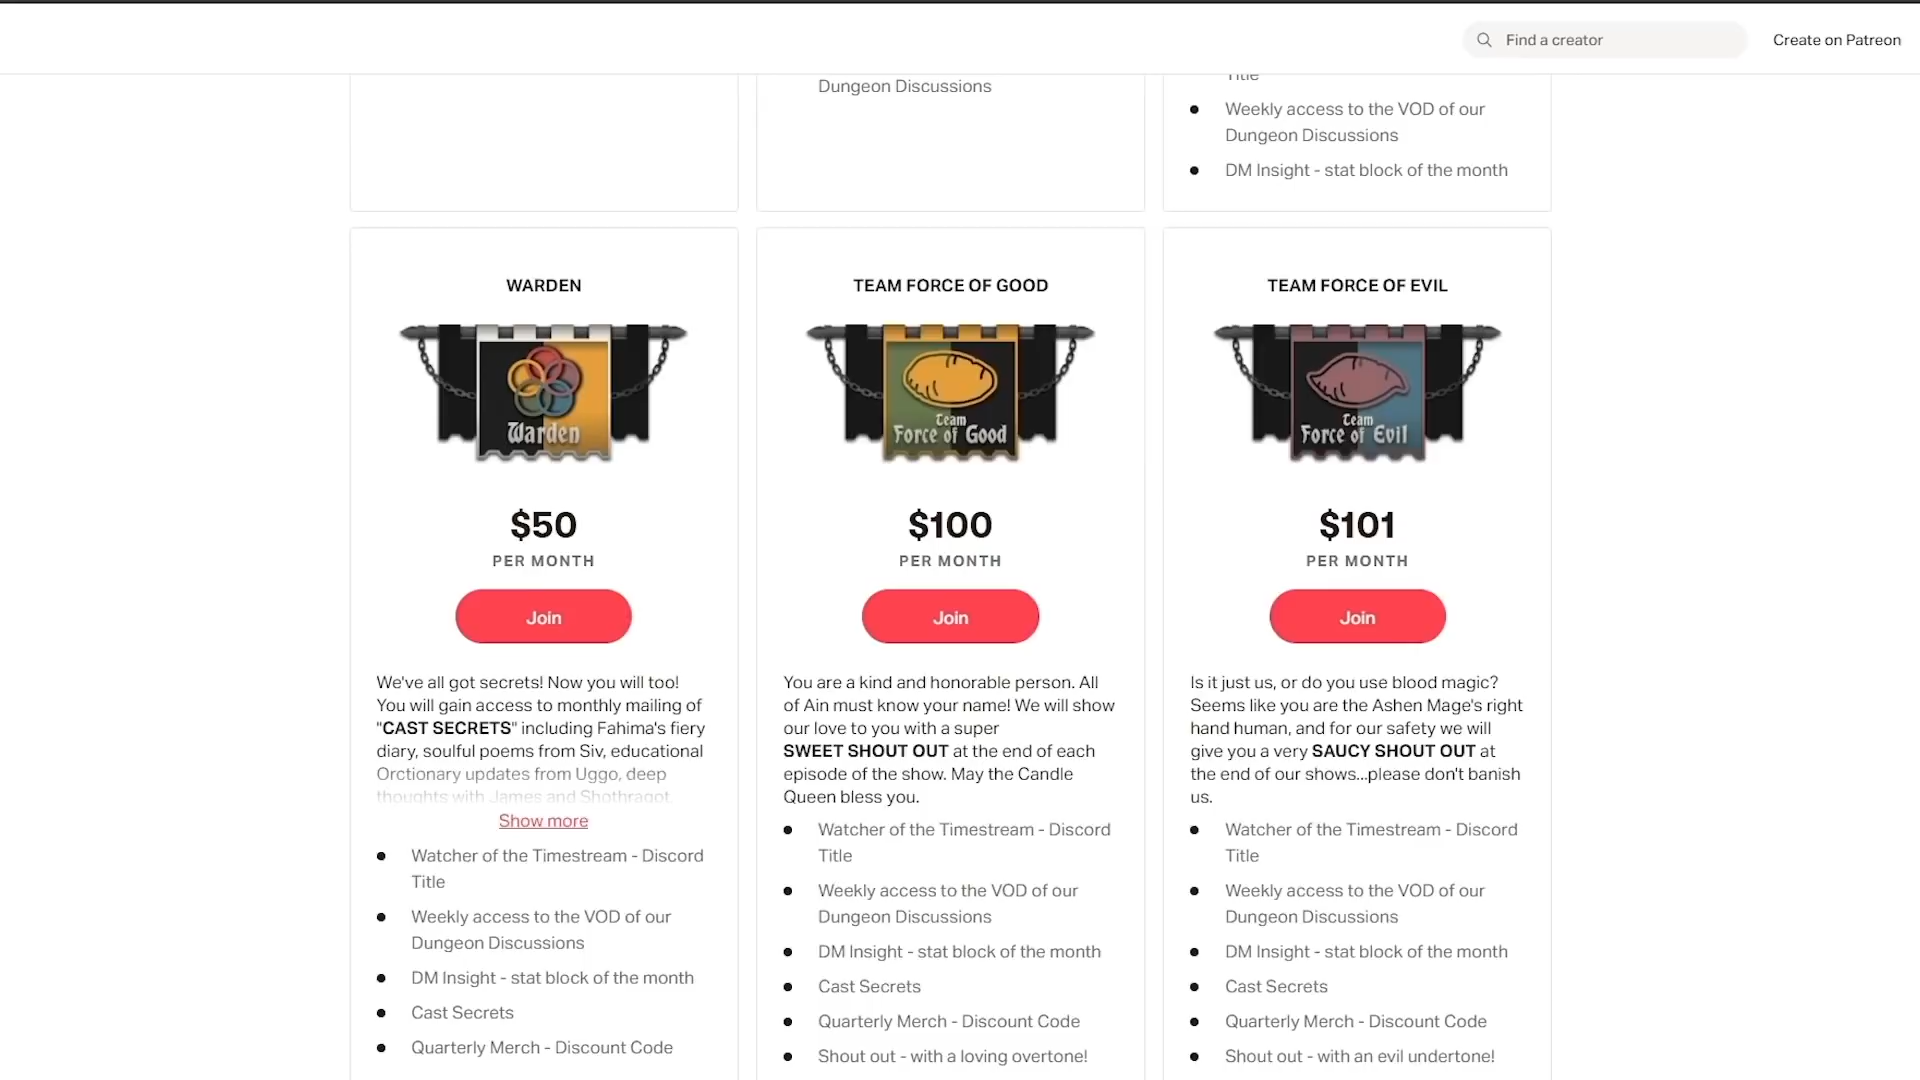 Find a creator
Create on Patreon
Dungeon Discussions
Title
Weekly access to the VOD of our
Dungeon Discussions
DM Insight - stat block of the month
WARDEN
Warden
$50
PER MONTH
Join
We've all got secrets! Now you will too!
You will gain access to monthly mailing of
"CAST SECRETS" including Fahima's fiery
diary, soulful poems from Siv, educational
Orctionary updates from Uggo, deep
thoughts with James and Shothragot,
Show more
Watcher of the Timestream - Discord
Title
Weekly access to the VOD of our
Dungeon Discussions
DM Insight - stat block of the month
Cast Secrets
Quarterly Merch - Discount Code
TEAM FORCE OF GOOD
Team
Force of Good
$100
PER MONTH
Join
You are a kind and honorable person. All
of Ain must know your name! We will show
our love to you with a super
SWEET SHOUT OUT at the end of each
episode of the show. May the Candle
Queen bless you.
Watcher of the Timestream - Discord
Title
Weekly access to the VOD of our
Dungeon Discussions
DM Insight - stat block of the month
Cast Secrets
Quarterly Merch - Discount Code
Shout out - with a loving overtone!
TEAM FORCE OF EVIL
Team
Force of Evil
$101
PER MONTH
Join
Is it just us, or do you use blood magic?
Seems like you are the Ashen Mage's right
hand human, and for our safety we will
give you a very SAUCY SHOUT OUT at
the end of our shows...please don't banish
us.
Watcher of the Timestream - Discord
Title
Weekly access to the VOD of our
Dungeon Discussions
DM Insight - stat block of the month
Cast Secrets
Quarterly Merch - Discount Code
Shout out - with an evil undertone!